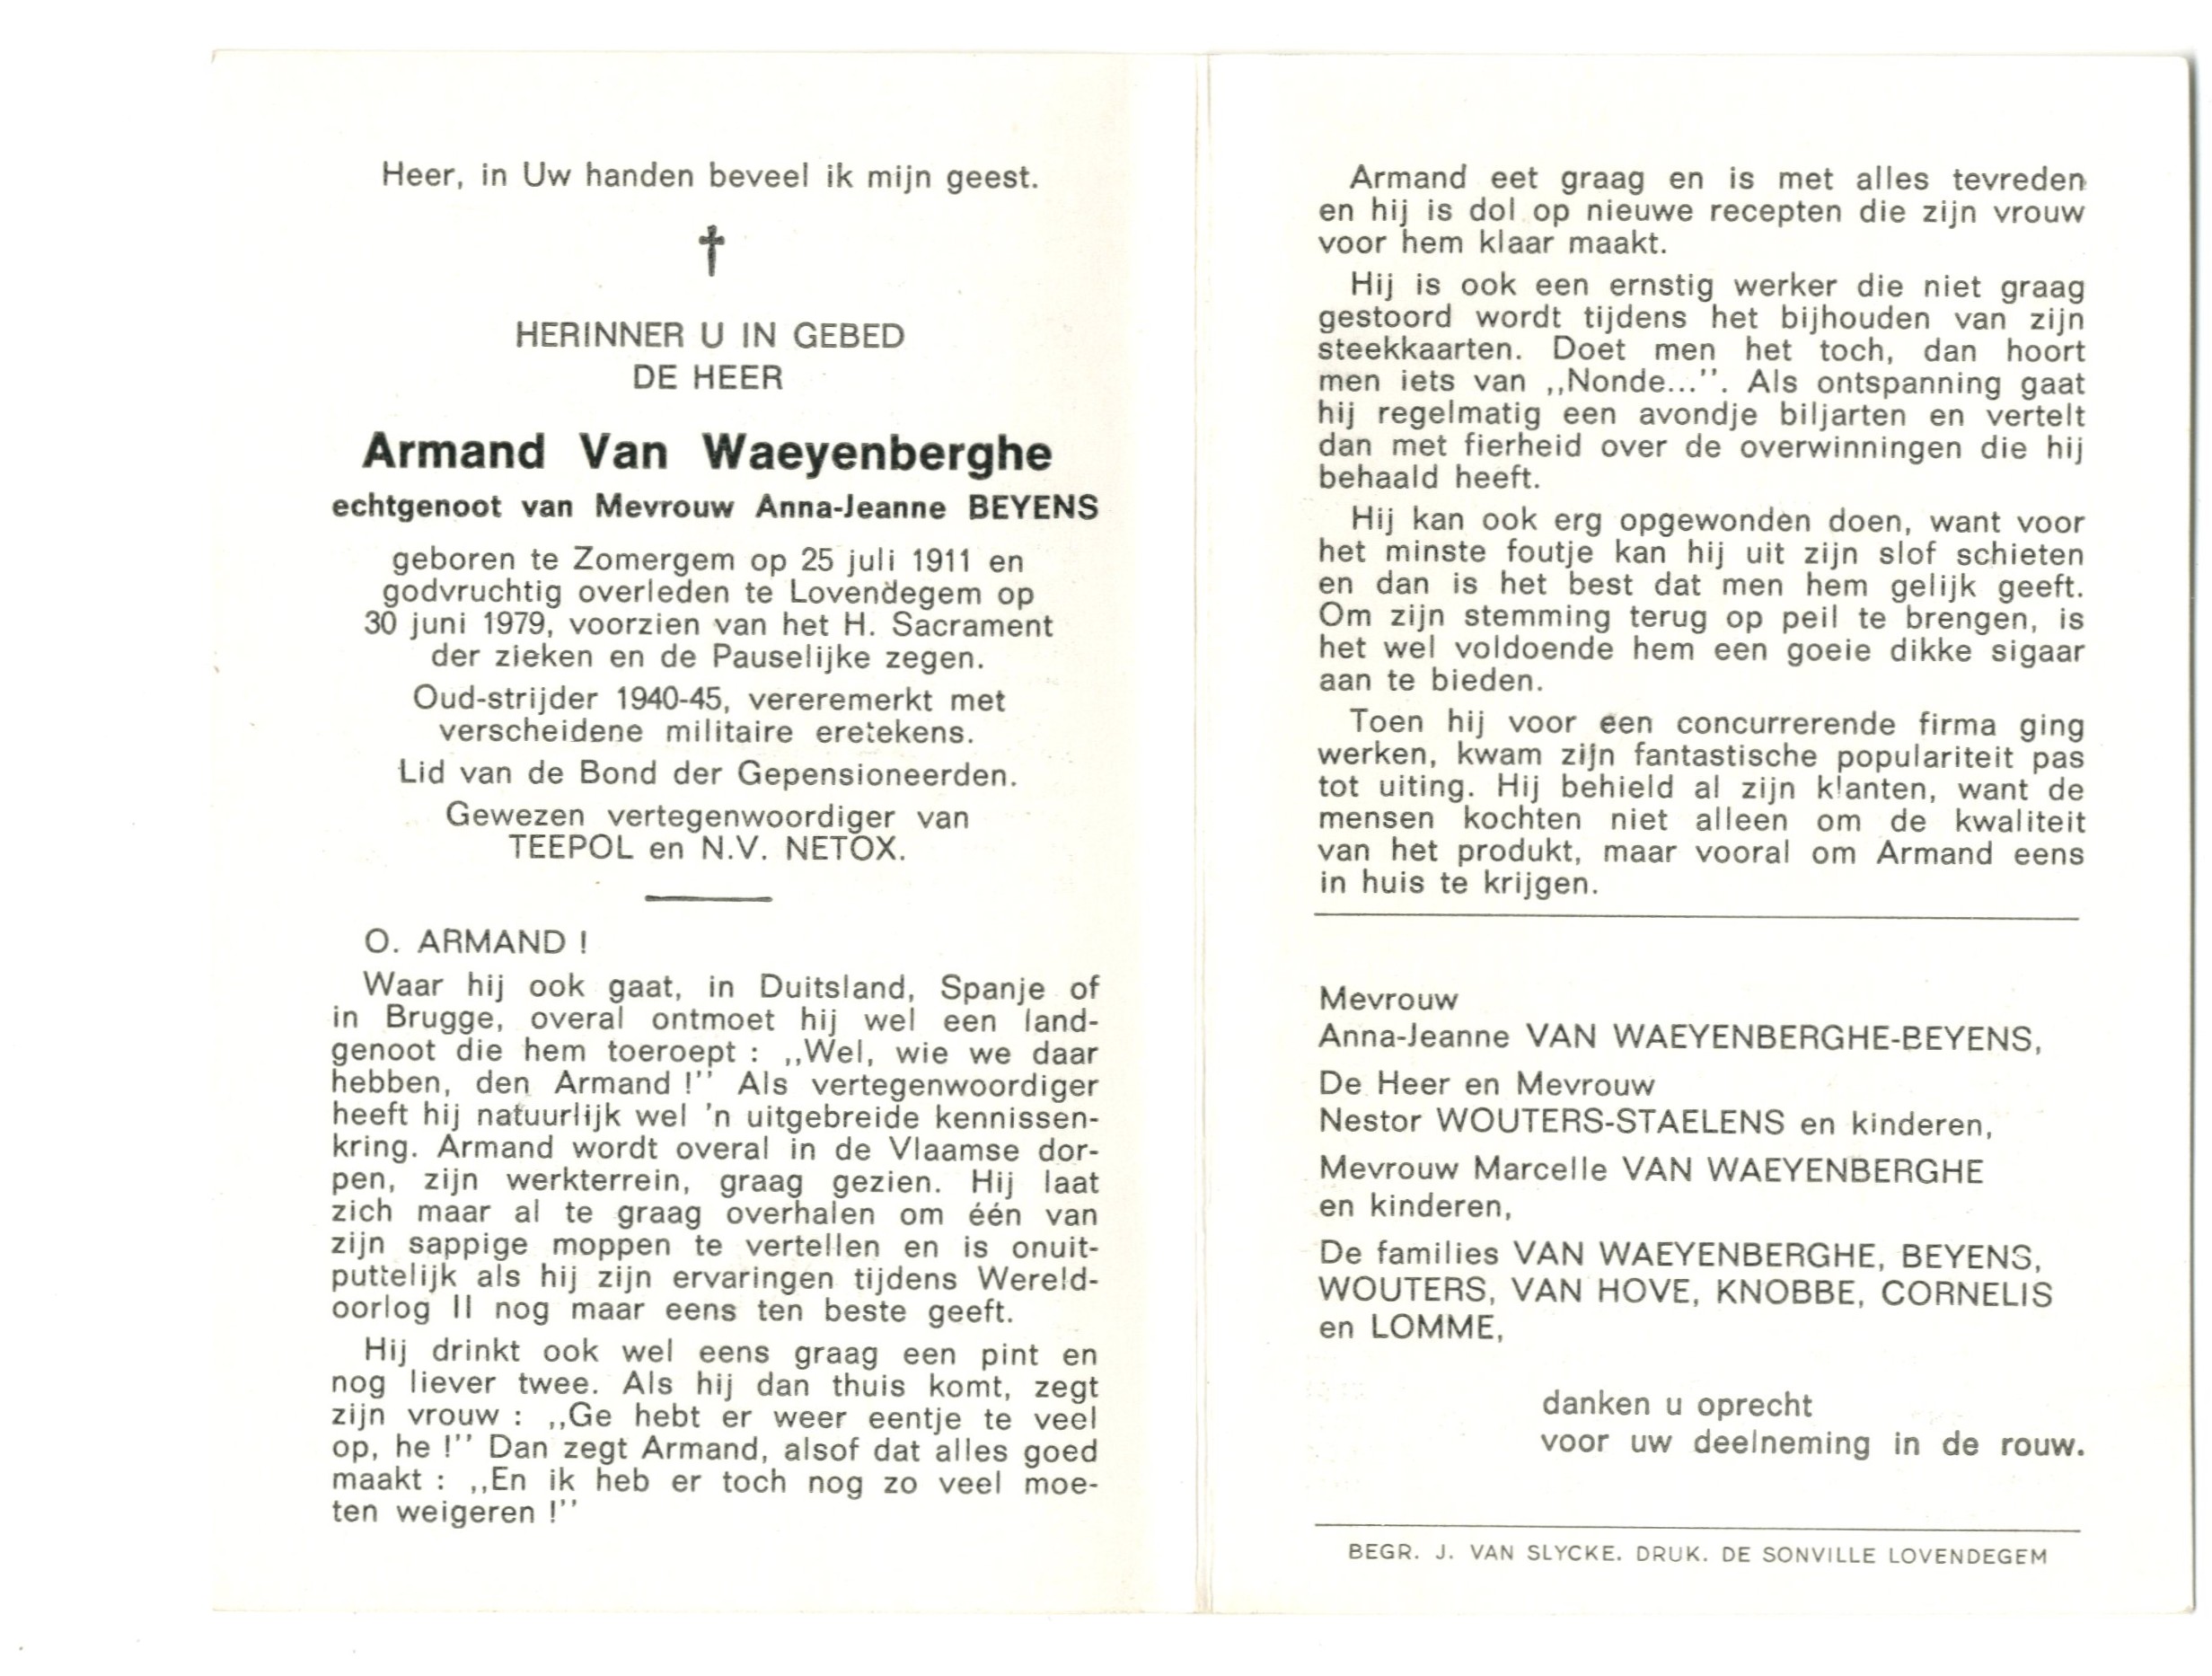 Heer, in Uw handen beveel ik mijn geest.
HERINNER U IN GEBED
DE HEER
Armand Van Waeyenberghe
echtgenoot van Mevrouw Anna-Jeanne BEYENS
geboren te Zomergem op 25 juli 1911 en
godvruchtig overleden te Lovendegem op
30 juni 1979, voorzien van het H. Sacrament
der zieken en de Pauselijke zegen.
Oud-strijder 1940-45, vereremerkt met
verscheidene militaire eretekens.
Lid van de Bond der Gepensioneerden.
Gewezen vertegenwoordiger van
TEEPOL en N.V. NETOX.
O. ARMAND !
Waar hij ook gaat, in Duitsland, Spanje of
in Brugge, overal ontmoet hij wel een land-
genoot die hem toeroept : ,,Wel, wie we daar
hebben, den Armand !'' Als vertegenwoordiger
heeft hij natuurlijk wel 'n uitgebreide kennissen-
kring. Armand wordt overal in de Vlaamse dor-
pen, zijn werkterrein, graag gezien. Hij laat
zich maar al te graag overhalen om één van
zijn sappige moppen te vertellen en is onuit-
puttelijk als hij zijn ervaringen tijdens Wereld-
oorlog II nog maar eens ten beste geeft.
Hij drinkt ook wel eens graag een pint en
nog liever twee. Als hij dan thuis komt, zegt
zijn vrouw : ,,Ge hebt er weer eentje te veel
op, he !'' Dan zegt Armand, alsof dat alles goed
maakt : ,,En ik heb er toch nog zo veel moe-
ten weigeren !''
Armand eet graag en is met alles tevreden
en hij is dol op nieuwe recepten die zijn vrouw
voor hem klaar maakt.
Hij is ook een ernstig werker die niet graag
gestoord wordt tijdens het bijhouden van zijn
steekkaarten. Doet men het toch, dan hoort
men iets van ,,Nonde...''. Als ontspanning gaat
hij regelmatig een avondje biljarten en vertelt
dan met fierheid over de overwinningen die hij
behaald heeft.
Hij kan ook erg opgewonden doen, want voor
het minste foutje kan hij uit zijn slof schieten
en dan is het best dat men hem gelijk geeft.
Om zijn stemming terug op peil te brengen, is
het wel voldoende hem een goeie dikke sigaar
aan te bieden.
Toen hij voor een concurrerende firma ging
werken, kwam zijn fantastische populariteit pas
tot uiting. Hij behield al zijn klanten, want de
mensen kochten niet alleen om de kwaliteit
van het produkt, maar vooral om Armand eens
in huis te krijgen.
Mevrouw
Anna-Jeanne VAN WAEYENBERGHE-BEYENS,
De Heer en Mevrouw
Nestor WOUTERS-STAELENS en kinderen,
Mevrouw Marcelle VAN WAEYENBERGHE
en kinderen,
De families VAN WAEYENBERGHE, BEYENS,
WOUTERS, VAN HOVE, KNOBBE, CORNELIS
en LOMME,
danken u oprecht
voor uw deelneming in de rouw.
BEGR. J. VAN SLYCKE. DRUK. DE SONVILLE LOVENDEGEM